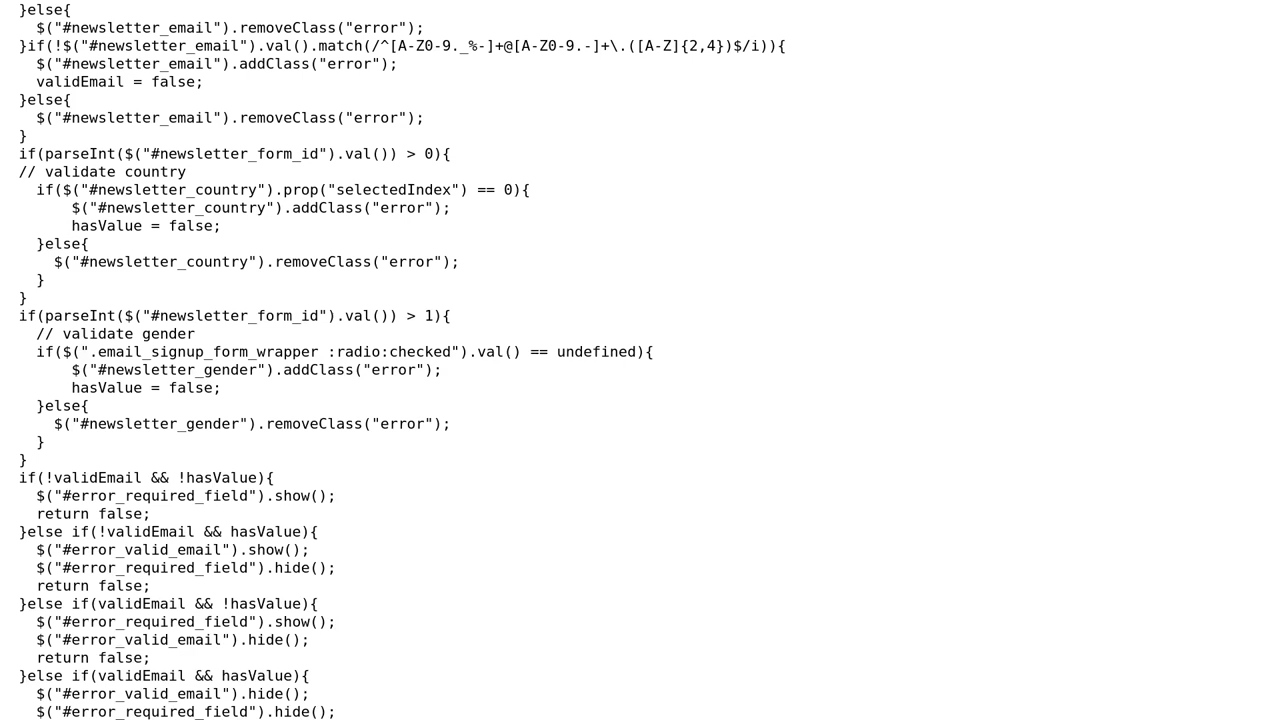 }else{
$("#newsletter_email").removeClass("error");
}if(!$("#newsletter_email").val().match(/^[A-Z0-9._%-]+@[A-Z0-9.-]+\.([A-Z]{2,4})$/i)){
$("#newsletter_email").addClass("error");
validEmail = false;
}else{
$("#newsletter_email").removeClass("error");
}
if(parseInt($("#newsletter_form_id").val()) > 0){
// validate country
if($("#newsletter_country").prop("selectedIndex") == 0){
$("#newsletter_country").addClass("error");
hasValue = false;
}else{
$("#newsletter_country").removeClass("error");
}
}
if(parseInt($("#newsletter_form_id").val()) > 1){
// validate gender
if($(".email_signup_form_wrapper :radio:checked").val() == undefined){
$("#newsletter_gender").addClass("error");
hasValue = false;
}else{
$("#newsletter_gender").removeClass("error");
}
}
if(!validEmail && !hasValue){
$("#error_required_field").show();
return false;
}else if(!validEmail && hasValue){
$("#error_valid_email").show();
$("#error_required_field").hide();
return false;
}else if(validEmail && !hasValue){
$("#error_required_field").show();
$("#error_valid_email").hide();
return false;
}else if(validEmail && hasValue){
$("#error_valid_email").hide();
$("#error_required_field").hide();